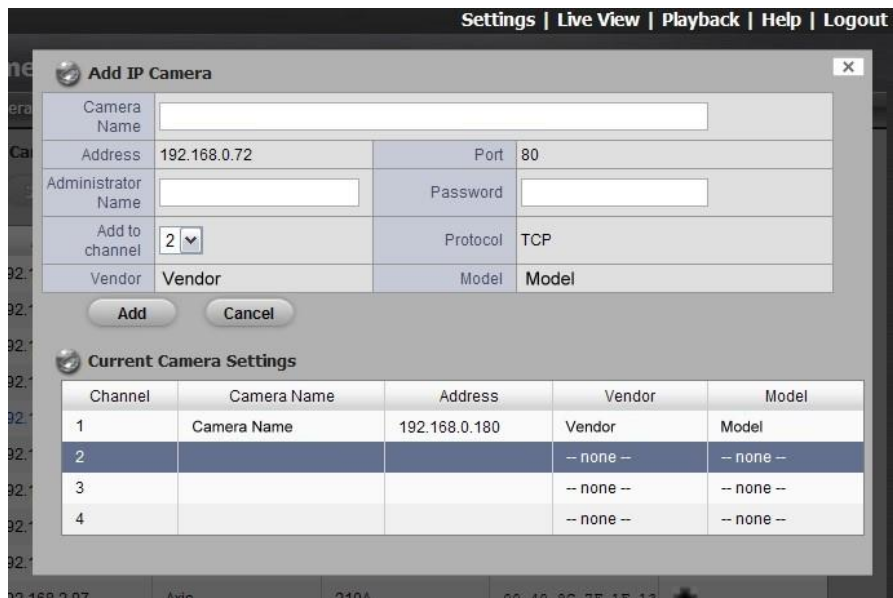 Settings | Live View | Playback | Help | Logout
Add IP Camera
Camera Name
Address 192.168.0.72 Port 80
Administrator Name Password
Add to channel 2 Protocol TCP
Vendor Vendor Model Model
Add Cancel
Current Camera Settings
Channel Camera Name Address Vendor Model
1 Camera Name 192.168.0.180 Vendor Model
2 -- none -- -- none --
3 -- none -- -- none --
4 -- none -- -- none --